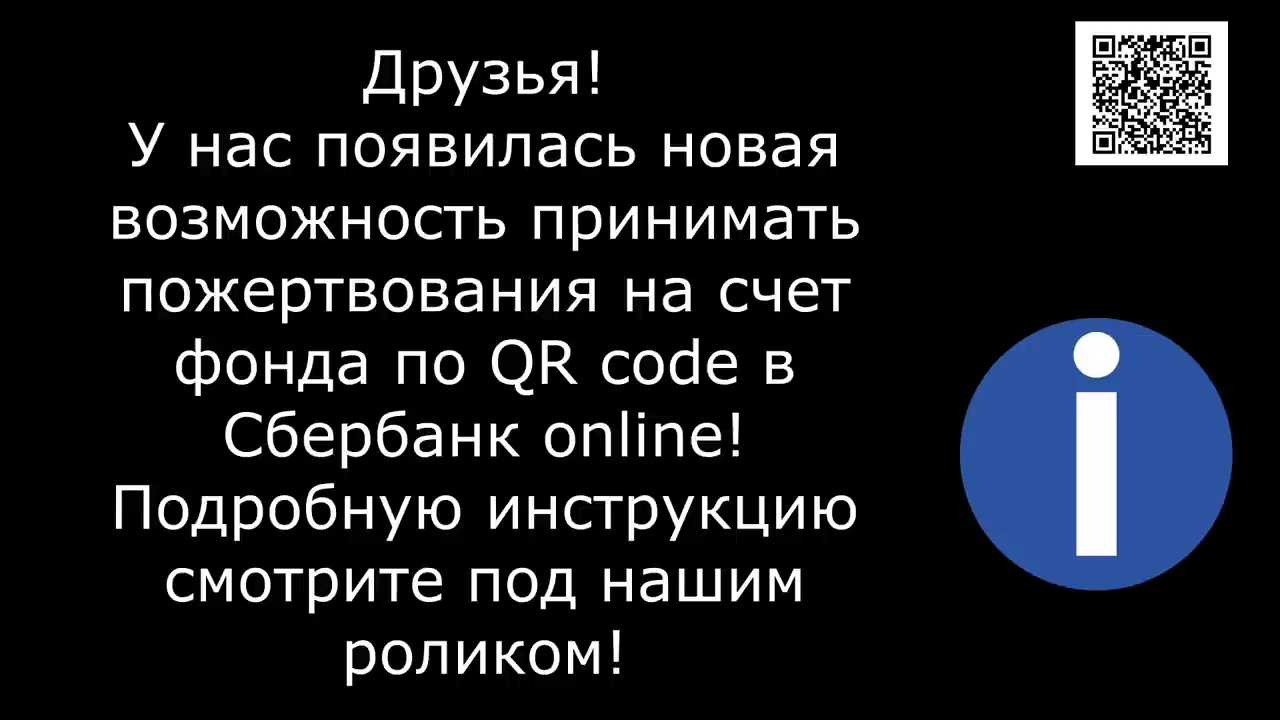 Друзья!
У нас появилась новая
возможность принимать
пожертвования на счет
фонда по QR code в
Сбербанк online!
Подробную инструкцию
смотрите под нашим
роликом!